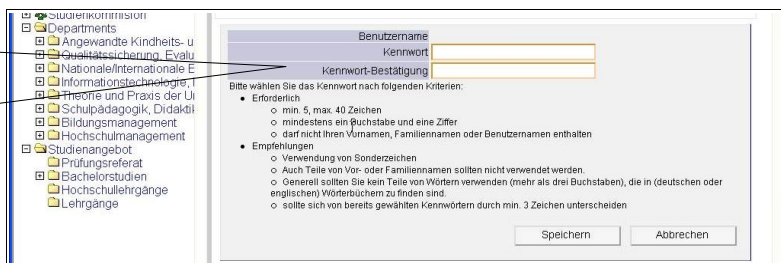 Studienkommision
Departments
Angewandte Kindheits- u
Qualitätssicherung, Evalu
Nationale/Internationale E
Informationstechnologie, I
Theorie und Praxis der Ui
Schulpädagogik, Didaktik
Bildungsmanagement
Hochschulmanagement
Studienangebot
Prüfungsreferat
Bachelorstudien
Hochschullehrgänge
Lehrgänge
Benutzername
Kennwort
Kennwort-Bestätigung
Bitte wählen Sie das Kennwort nach folgenden Kriterien:
Erforderlich
min. 5, max. 40 Zeichen
mindestens ein Buchstabe und eine Ziffer
darf nicht Ihren Vornamen, Familiennamen oder Benutzernamen enthalten
Empfehlungen
Verwendung von Sonderzeichen
Auch Teile von Vor- oder Familiennamen sollten nicht verwendet werden.
Generell sollten Sie kein Teile von Wörtern verwenden (mehr als drei Buchstaben), die in (deutschen oder
englischen) Wörterbüchern zu finden sind.
sollte sich von bereits gewählten Kennwörtern durch min. 3 Zeichen unterscheiden
Speichern Abbrechen